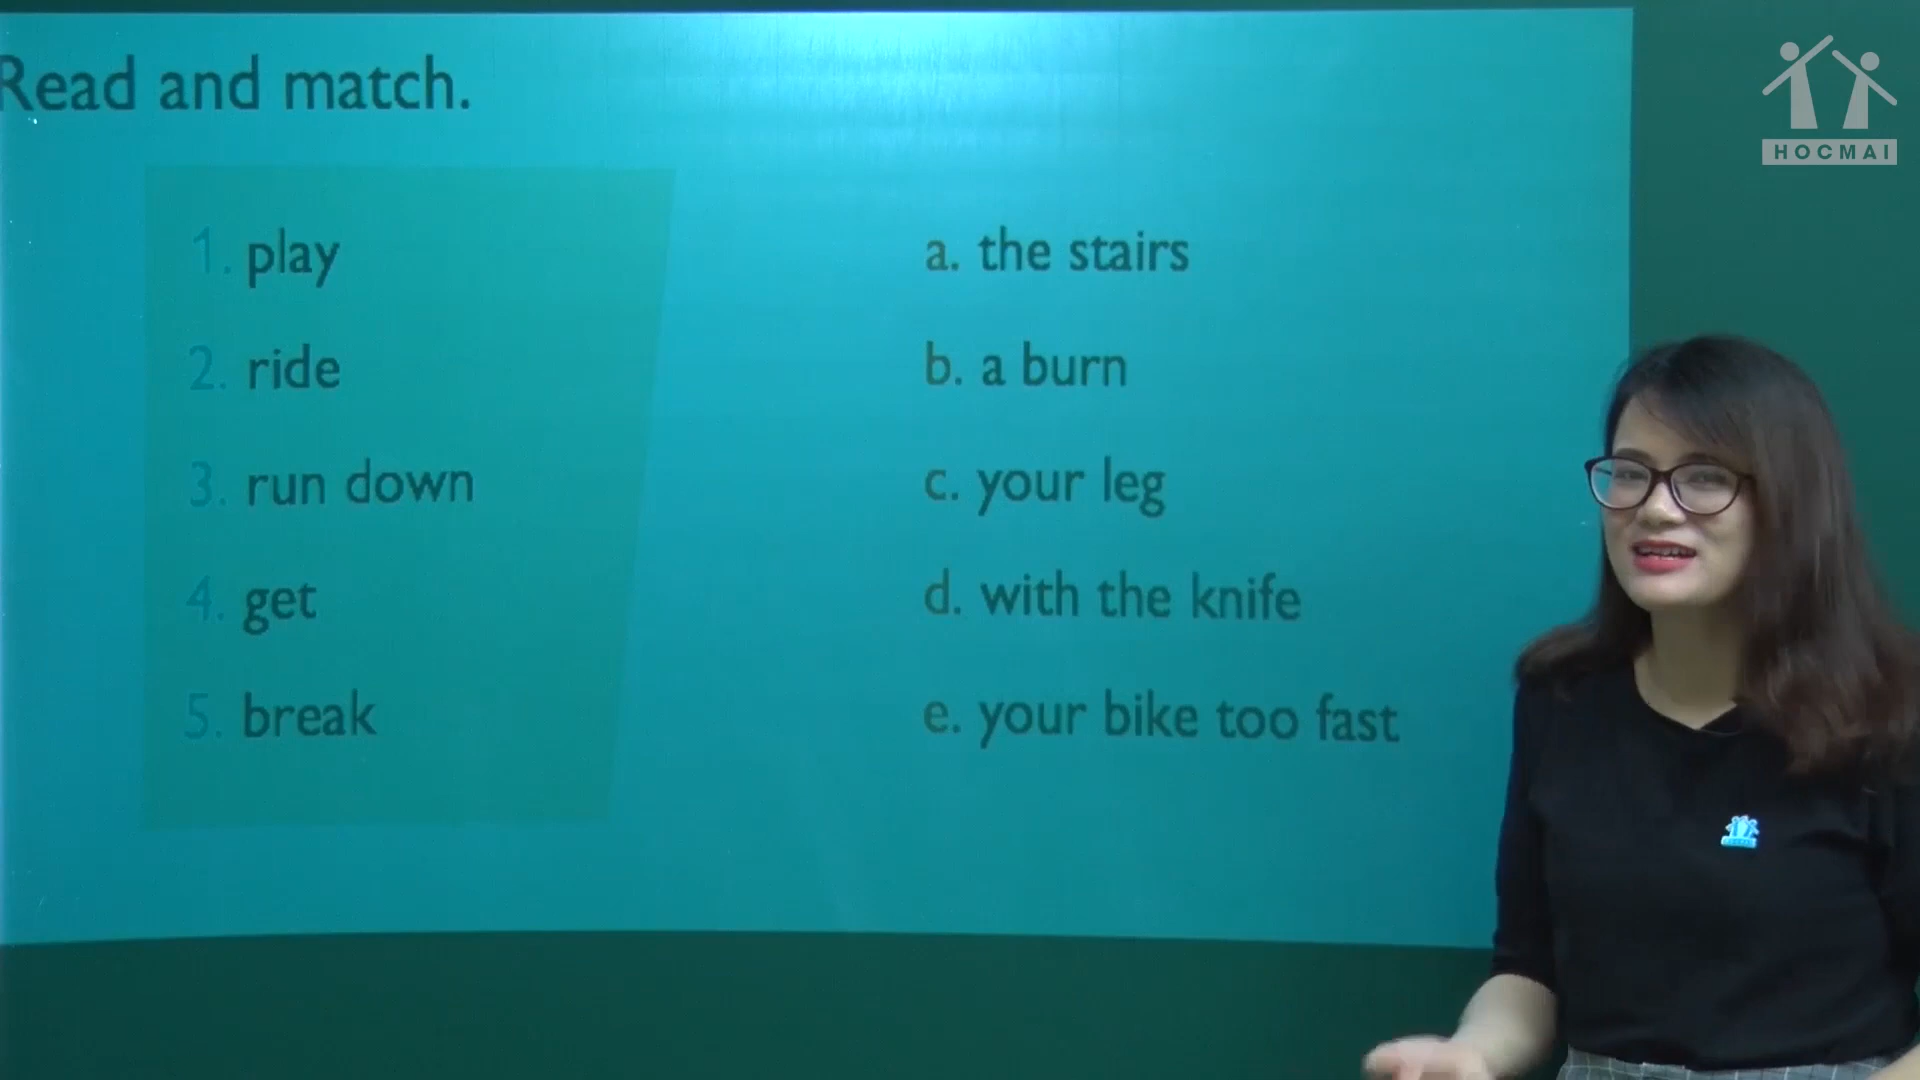 Read and match.
HOCMAI
1. play
a. the stairs
2. ride
b. a burn
3. run down
c. your leg
4. get
d. with the knife
5. break
e. your bike too fast